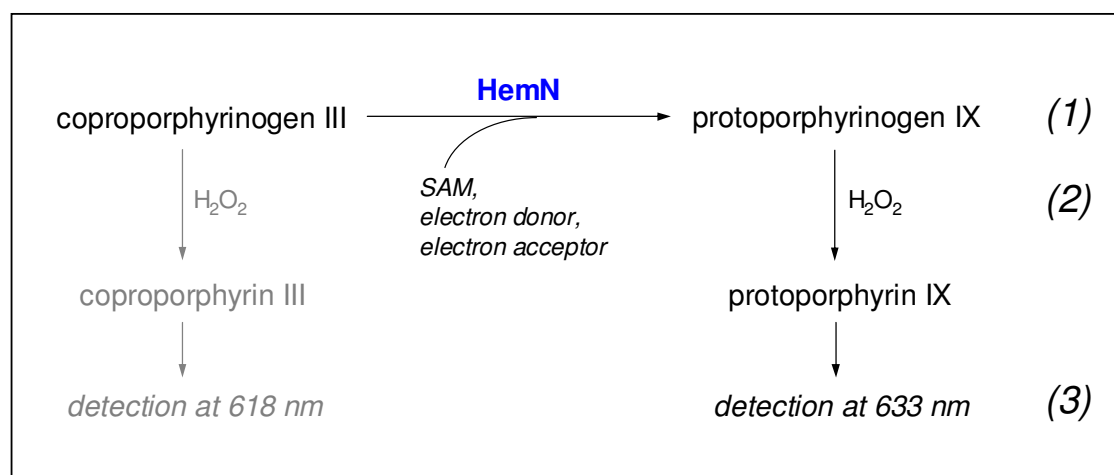 HemN
coproporphyrinogen III protoporphyrinogen IX (1)
SAM,
electron donor,
electron acceptor
H₂O₂ H₂O₂ (2)
coproporphyrin III protoporphyrin IX
detection at 618 nm detection at 633 nm (3)